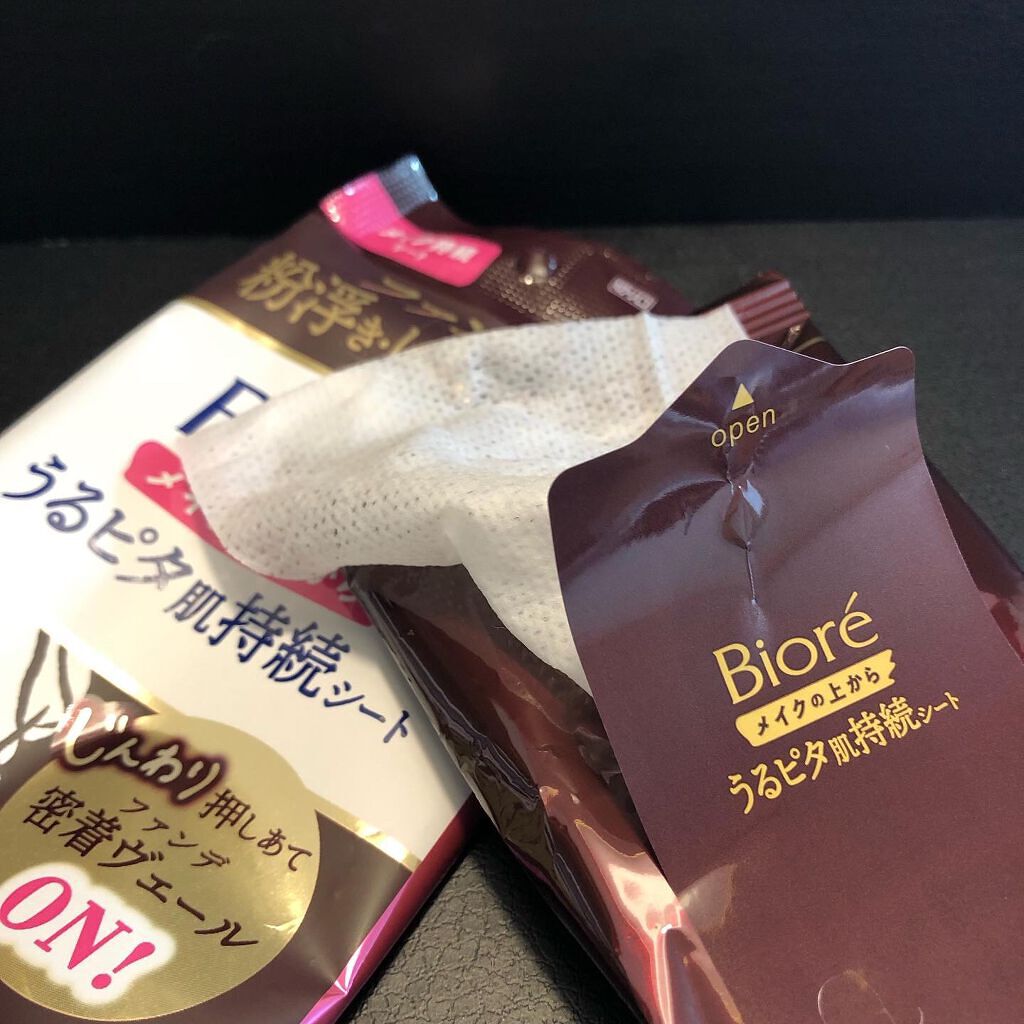 粉浮き
うるピタ肌持続シート
じんわり押しあて
ファンデ
密着ヴェール
ON!
open
Bioré
メイクの上から
うるピタ肌持続シート